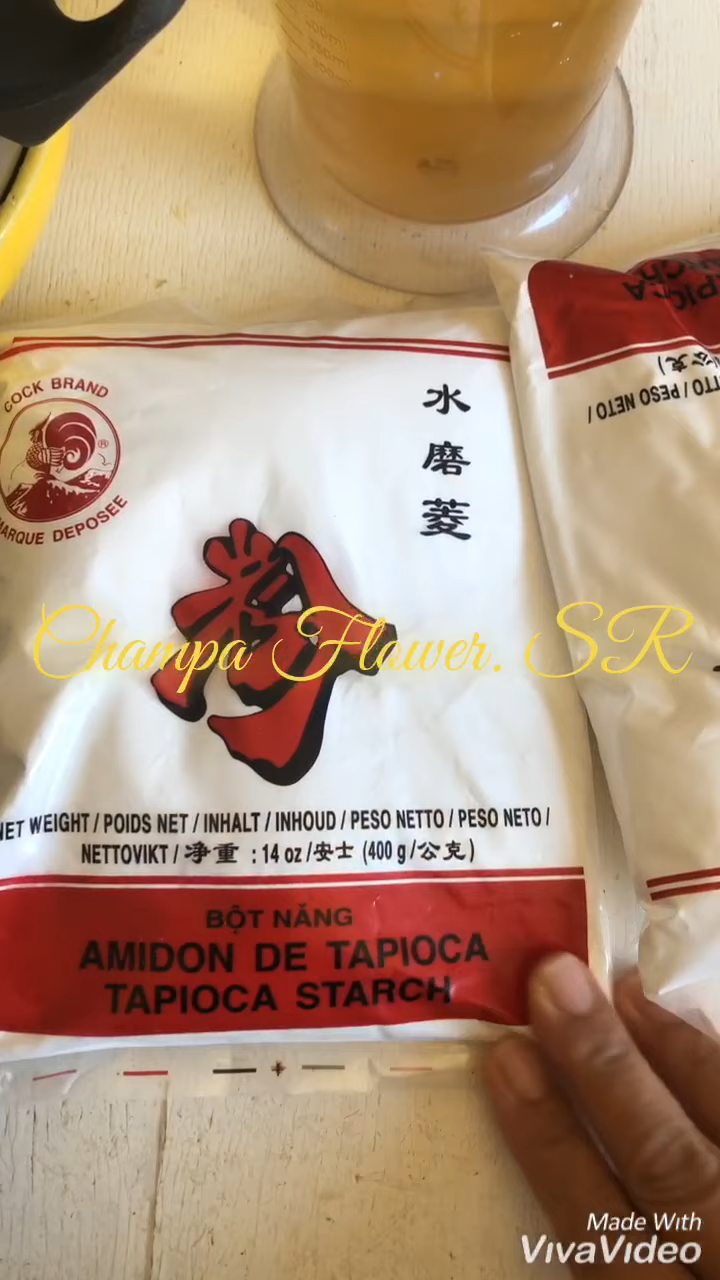 COCK BRAND
®
MARQUE DEPOSEE
水
磨
菱
粉
Champa Flower. SR
NET WEIGHT / POIDS NET / INHALT / INHOUD / PESO NETTO / PESO NETO /
NETTOVIKT / 净重 : 14 oz /安士 (400 g /公克)
BỘT NĂNG
AMIDON DE TAPIOCA
TAPIOCA STARCH
TTO / PESO NETO /
公克)
Made With
VivaVideo